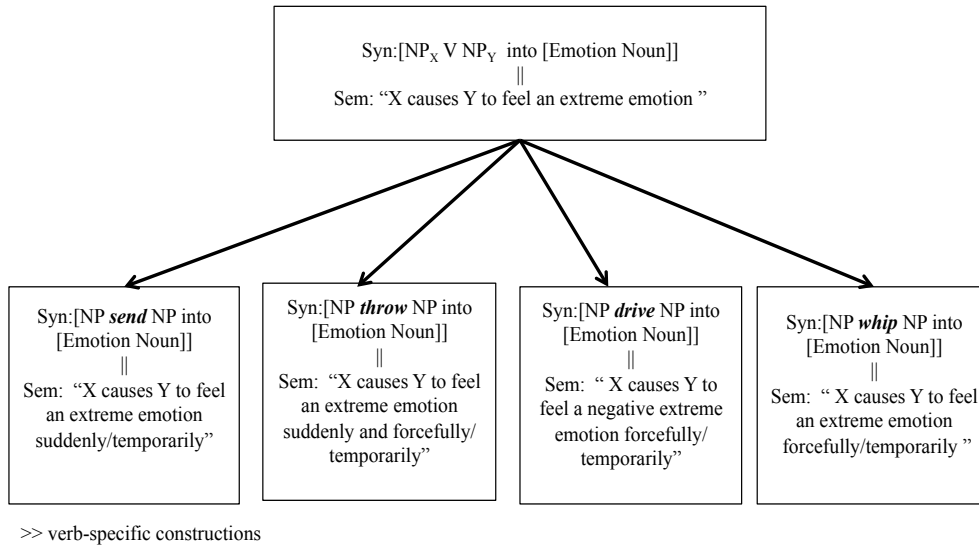 Syn:[NPX V NPY into [Emotion Noun]]
||
Sem: “X causes Y to feel an extreme emotion ”
Syn:[NP send NP into
[Emotion Noun]]
||
Sem: “X causes Y to feel
an extreme emotion
suddenly/temporarily”
Syn:[NP throw NP into
[Emotion Noun]]
||
Sem: “X causes Y to feel
an extreme emotion
suddenly and forcefully/
temporarily”
Syn:[NP drive NP into
[Emotion Noun]]
||
Sem: “ X causes Y to
feel a negative extreme
emotion forcefully/
temporarily”
Syn:[NP whip NP into
[Emotion Noun]]
||
Sem: “ X causes Y to feel
an extreme emotion
forcefully/temporarily ”
>> verb-specific constructions